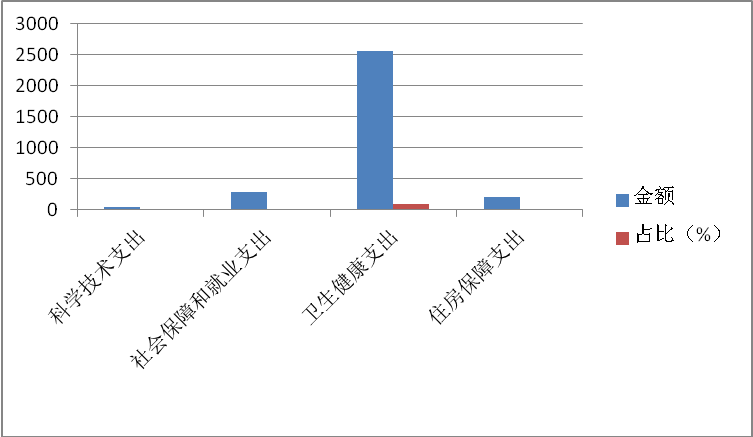 3000
2500
2000
1500
1000
500
0
科学技术支出
社会保障和就业支出
卫生健康支出
住房保障支出
金额
占比（%）